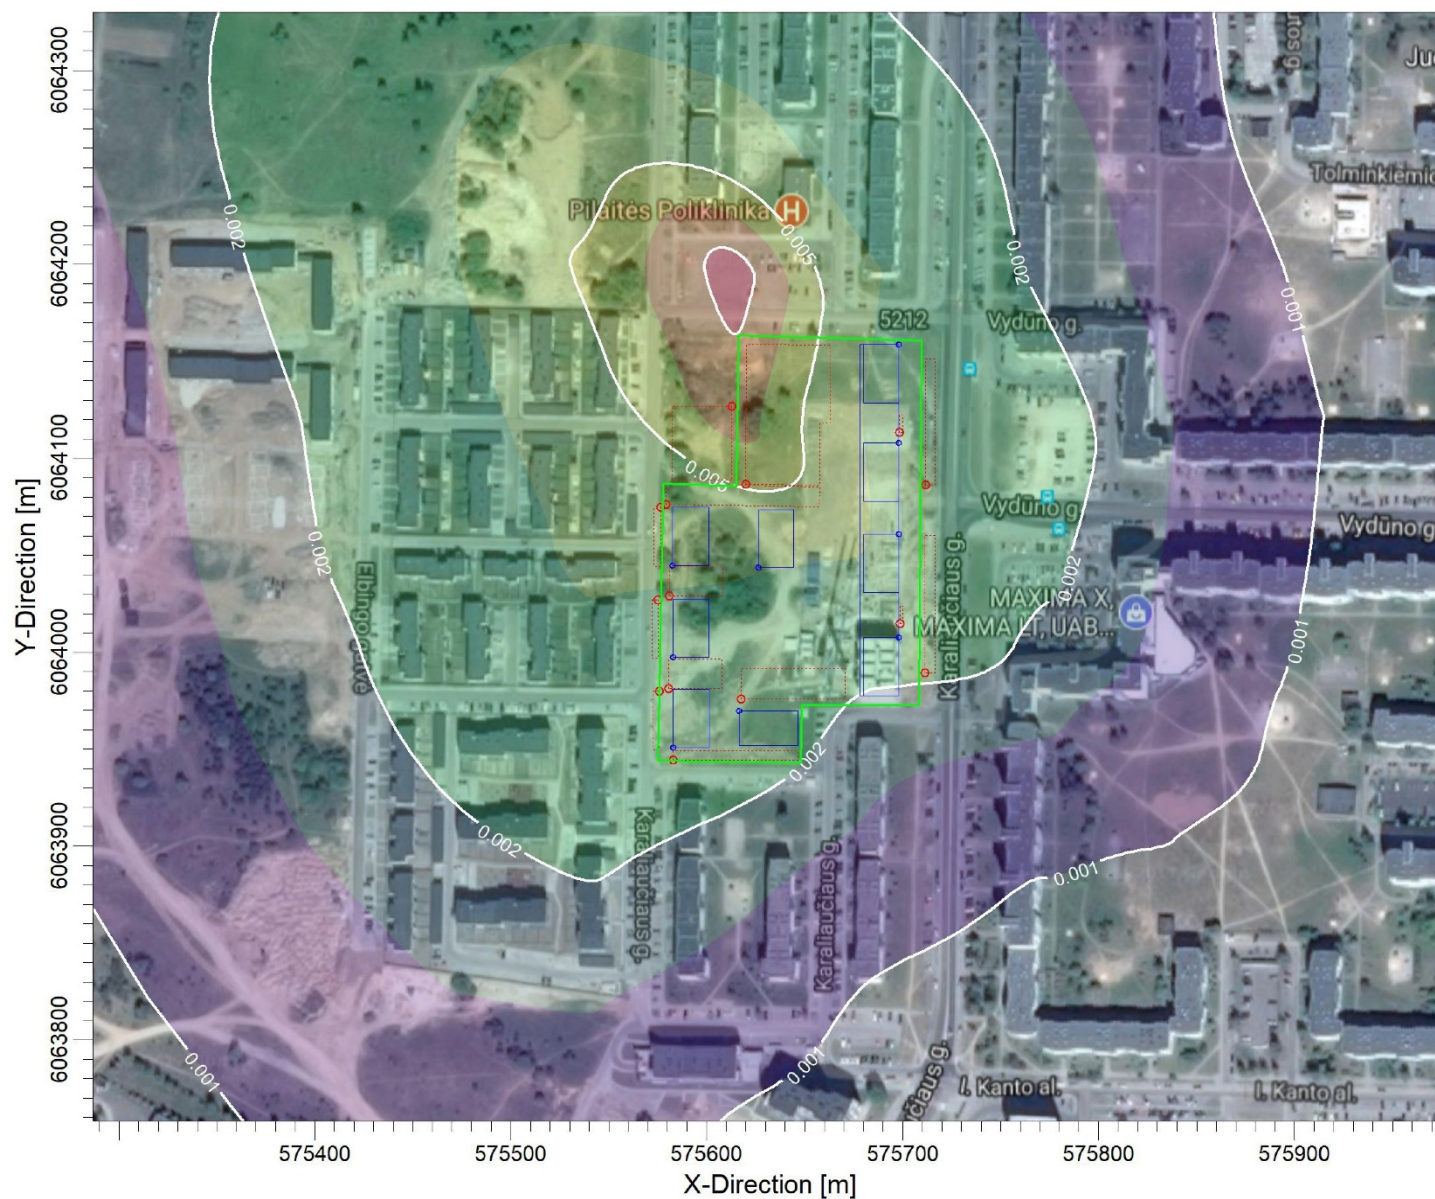 6064300
6064200
6064100
6064000
6063900
6063800
Y-Direction [m]
575400
575500
575600
575700
575800
575900
X-Direction [m]
Pilaitės Poliklinika
H
5212
Vydūno g.
Vydūno g.
Vydūno g
MAXIMA X,
MAXIMA LT, UAB...
Karaliaučiaus g.
Karaliaučiaus g.
Karaliaučiaus g.
čiaus g.
Elbingo gatvė
I. Kanto al.
I. Kanto al.
Tolminkiemio
utos g.
0.002
0.002
0.002
0.002
0.002
0.002
0.005
0.005
0.001
0.001
0.001
0.001
0.001